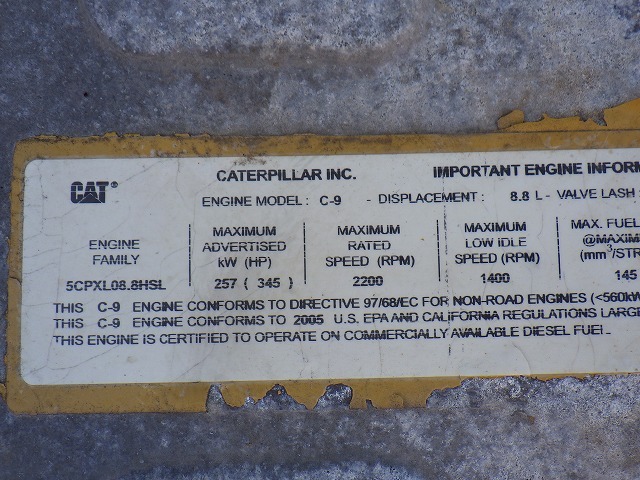 CATERPILLAR INC. IMPORTANT ENGINE INFORM
CAT®
ENGINE MODEL: C-9 - DISPLACEMENT: 8.8 L - VALVE LASH
ENGINE FAMILY
5CPXL08.8HSL
MAXIMUM ADVERTISED kW (HP)
257 ( 345 )
MAXIMUM RATED SPEED (RPM)
2200
MAXIMUM LOW IDLE SPEED (RPM)
1400
MAX. FUEL @MAXIM (mm³/STR
145
THIS C-9 ENGINE CONFORMS TO DIRECTIVE 97/68/EC FOR NON-ROAD ENGINES (<560kW
THIS C-9 ENGINE CONFORMS TO 2005 U.S. EPA AND CALIFORNIA REGULATIONS LARGE
THIS ENGINE IS CERTIFIED TO OPERATE ON COMMERCIALLY AVAILABLE DIESEL FUEL.